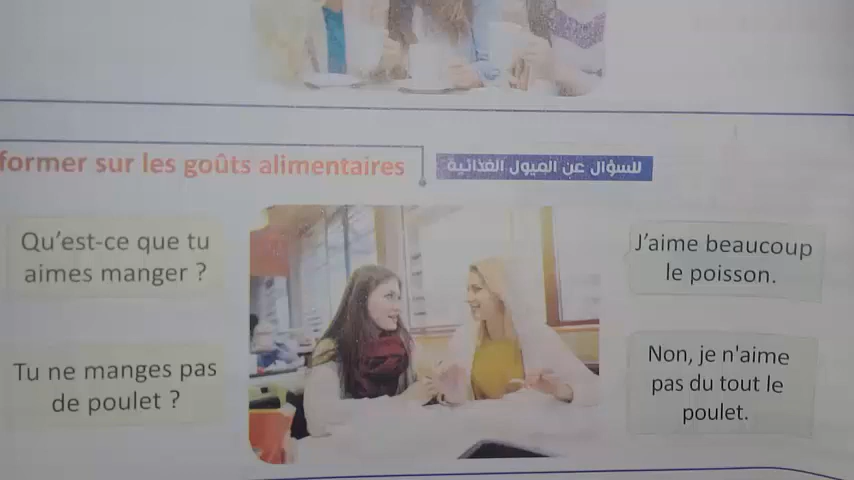 former sur les goûts alimentaires
للسؤال عن الميول الغذائية
Qu'est-ce que tu
aimes manger ?
J'aime beaucoup
le poisson.
Tu ne manges pas
de poulet ?
Non, je n'aime
pas du tout le
poulet.